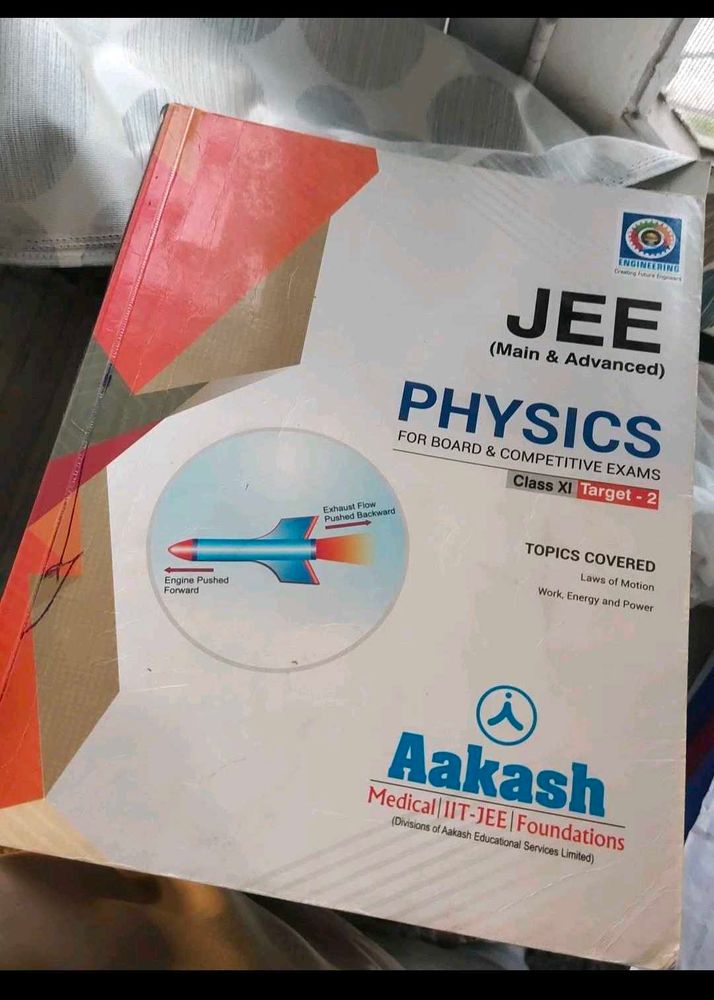 ENGINEERING
Creating Future Engineers
JEE
(Main & Advanced)
PHYSICS
FOR BOARD & COMPETITIVE EXAMS
Class XI Target - 2
Exhaust Flow
Pushed Backward
Engine Pushed
Forward
TOPICS COVERED
Laws of Motion
Work, Energy and Power
Aakash
Medical|IIT-JEE|Foundations
(Divisions of Aakash Educational Services Limited)